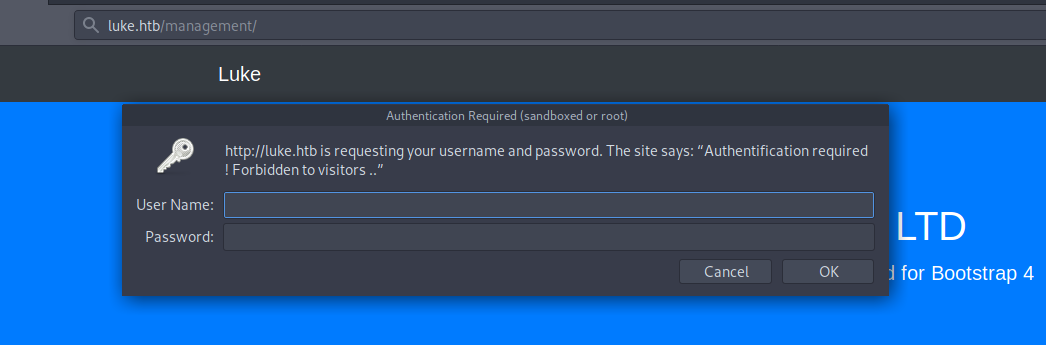 luke.htb/management/
Luke
Authentication Required (sandboxed or root)
http://luke.htb is requesting your username and password. The site says: “Authentification required
! Forbidden to visitors ..”
User Name:
Password:
Cancel
OK
LTD
d for Bootstrap 4